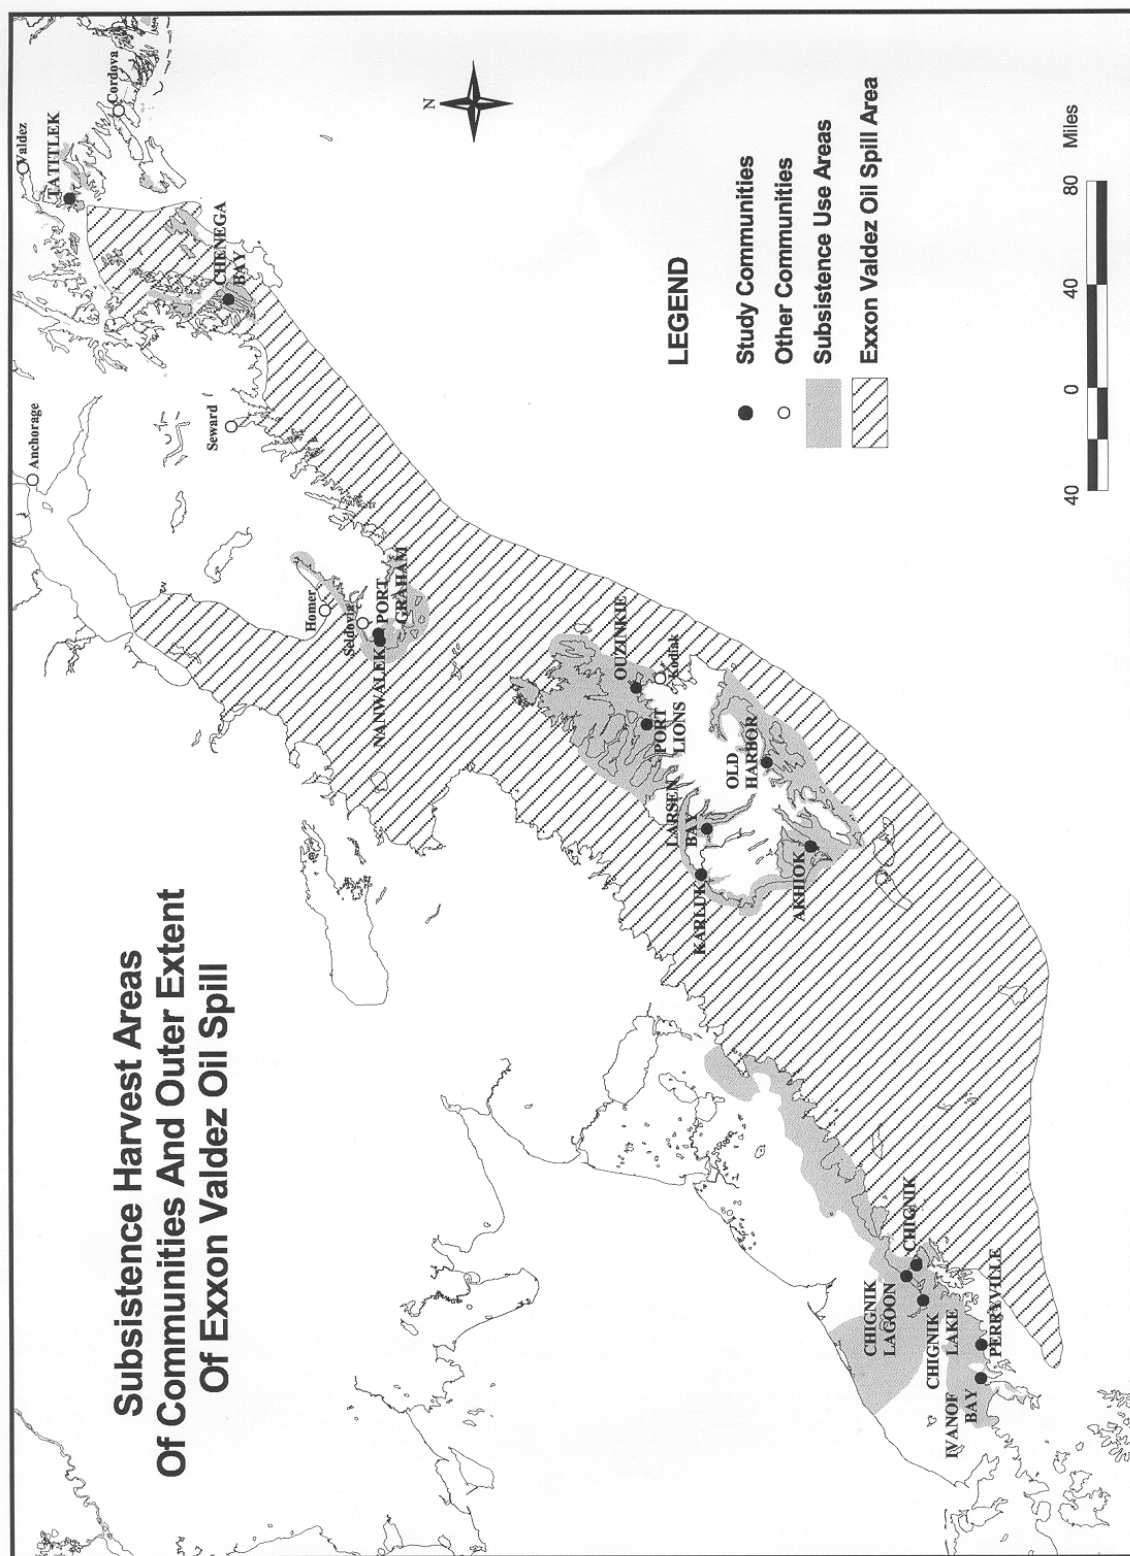 Subsistence Harvest Areas
Of Communities And Outer Extent
Of Exxon Valdez Oil Spill
Anchorage
Valdez
TATITLEK
Cordova
CHENEGA
BAY
Seward
Homer
Seldovia
PORT
GRAHAM
NANWALEK
OUZINKIE
Kodiak
PORT
LIONS
LARSEN
BAY
OLD
HARBOR
KARLUK
AKHIOK
CHIGNIK
CHIGNIK
LAGOON
CHIGNIK
LAKE
PERRYVILLE
IVANOF
BAY
N
LEGEND
Study Communities
Other Communities
Subsistence Use Areas
Exxon Valdez Oil Spill Area
40 0 40 80 Miles